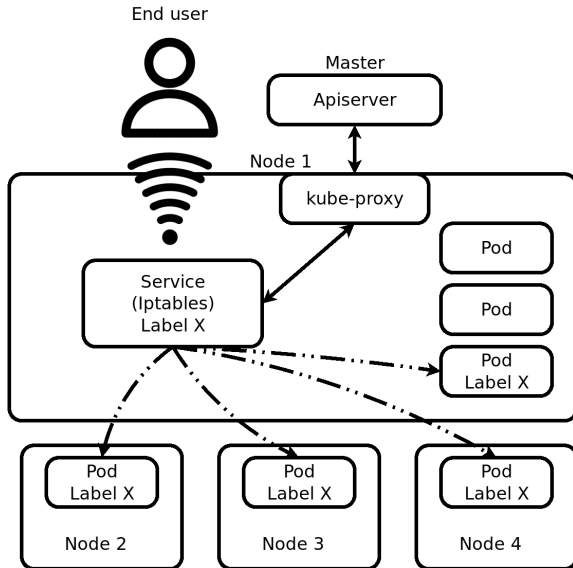 End user
Master
Apiserver
Node 1
kube-proxy
Pod
Service
(Iptables)
Label X
Pod
Pod
Label X
Pod
Label X
Pod
Label X
Pod
Label X
Node 2
Node 3
Node 4